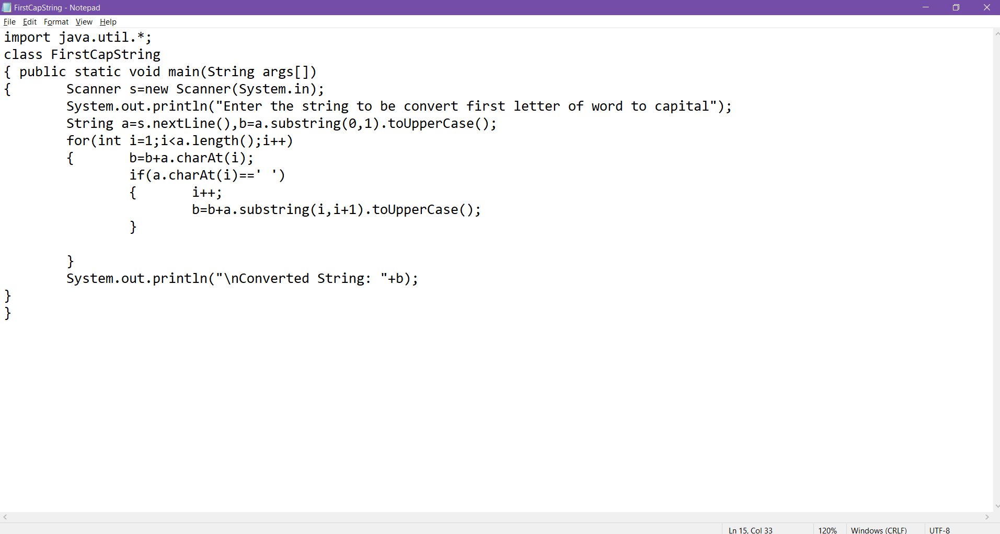 FirstCapString - Notepad
File Edit Format View Help
import java.util.*;
class FirstCapString
{ public static void main(String args[])
{       Scanner s=new Scanner(System.in);
        System.out.println("Enter the string to be convert first letter of word to capital");
        String a=s.nextLine(),b=a.substring(0,1).toUpperCase();
        for(int i=1;i<a.length();i++)
        {       b=b+a.charAt(i);
                if(a.charAt(i)==' ')
                {       i++;
                        b=b+a.substring(i,i+1).toUpperCase();
                }
        }
        System.out.println("\nConverted String: "+b);
}
}
Ln 15, Col 33 120% Windows (CRLF) UTF-8